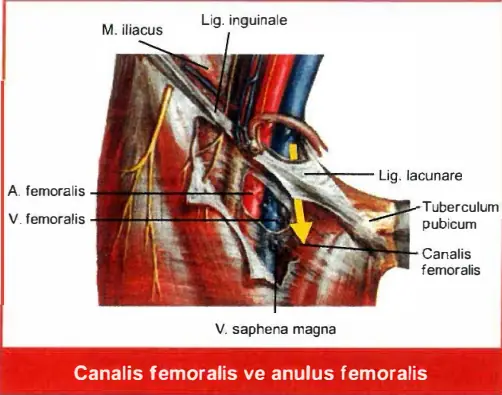 Lig. inguinale
M. iliacus
Lig. lacunare
A. femoralis
Tuberculum
pubicum
V. femoralis
Canalis
femoralis
V. saphena magna
Canalis femoralis ve anulus femoralis